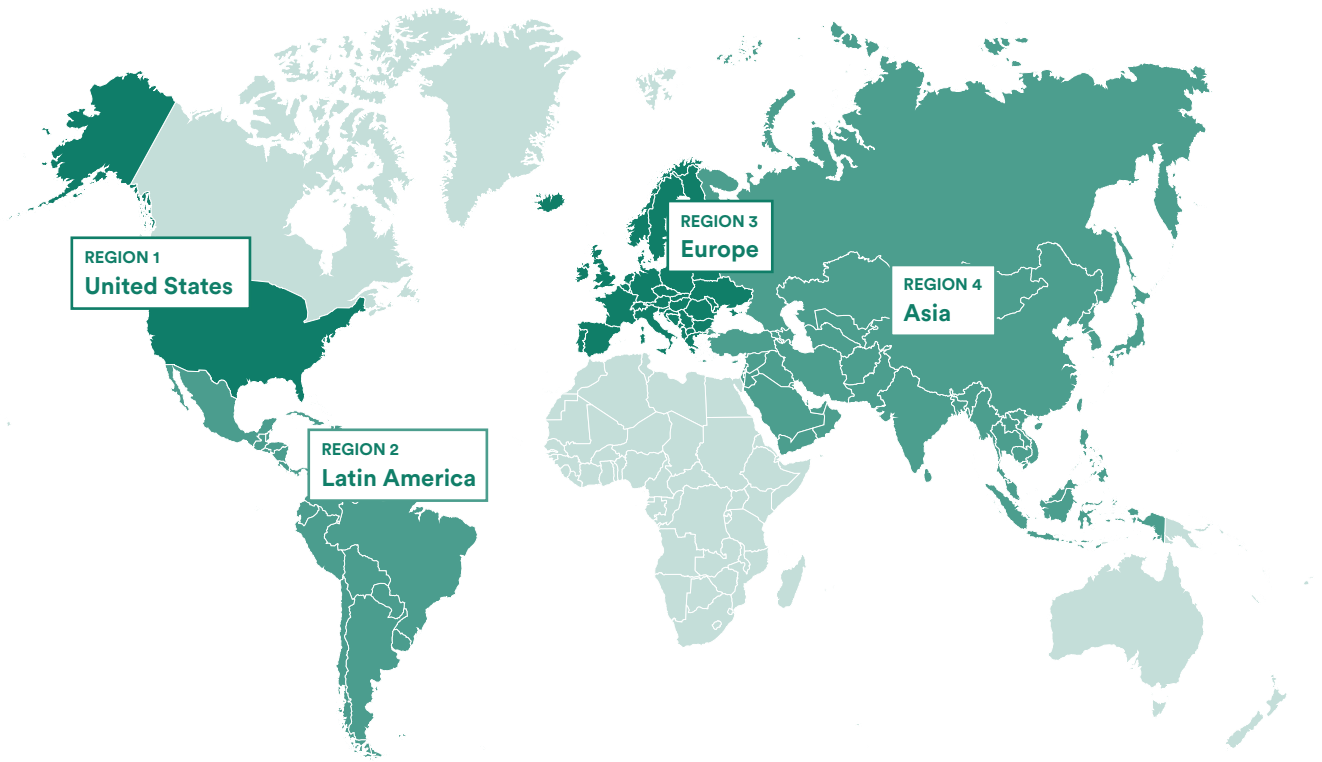 REGION 1
United States
REGION 2
Latin America
REGION 3
Europe
REGION 4
Asia